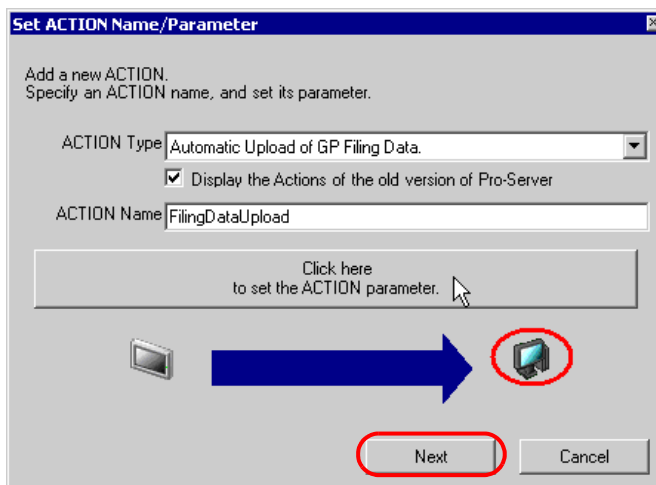 Set ACTION Name/Parameter
Add a new ACTION.
Specify an ACTION name, and set its parameter.
ACTION Type Automatic Upload of GP Filing Data.
Display the Actions of the old version of Pro-Server
ACTION Name FilingDataUpload
Click here
to set the ACTION parameter.
Next Cancel